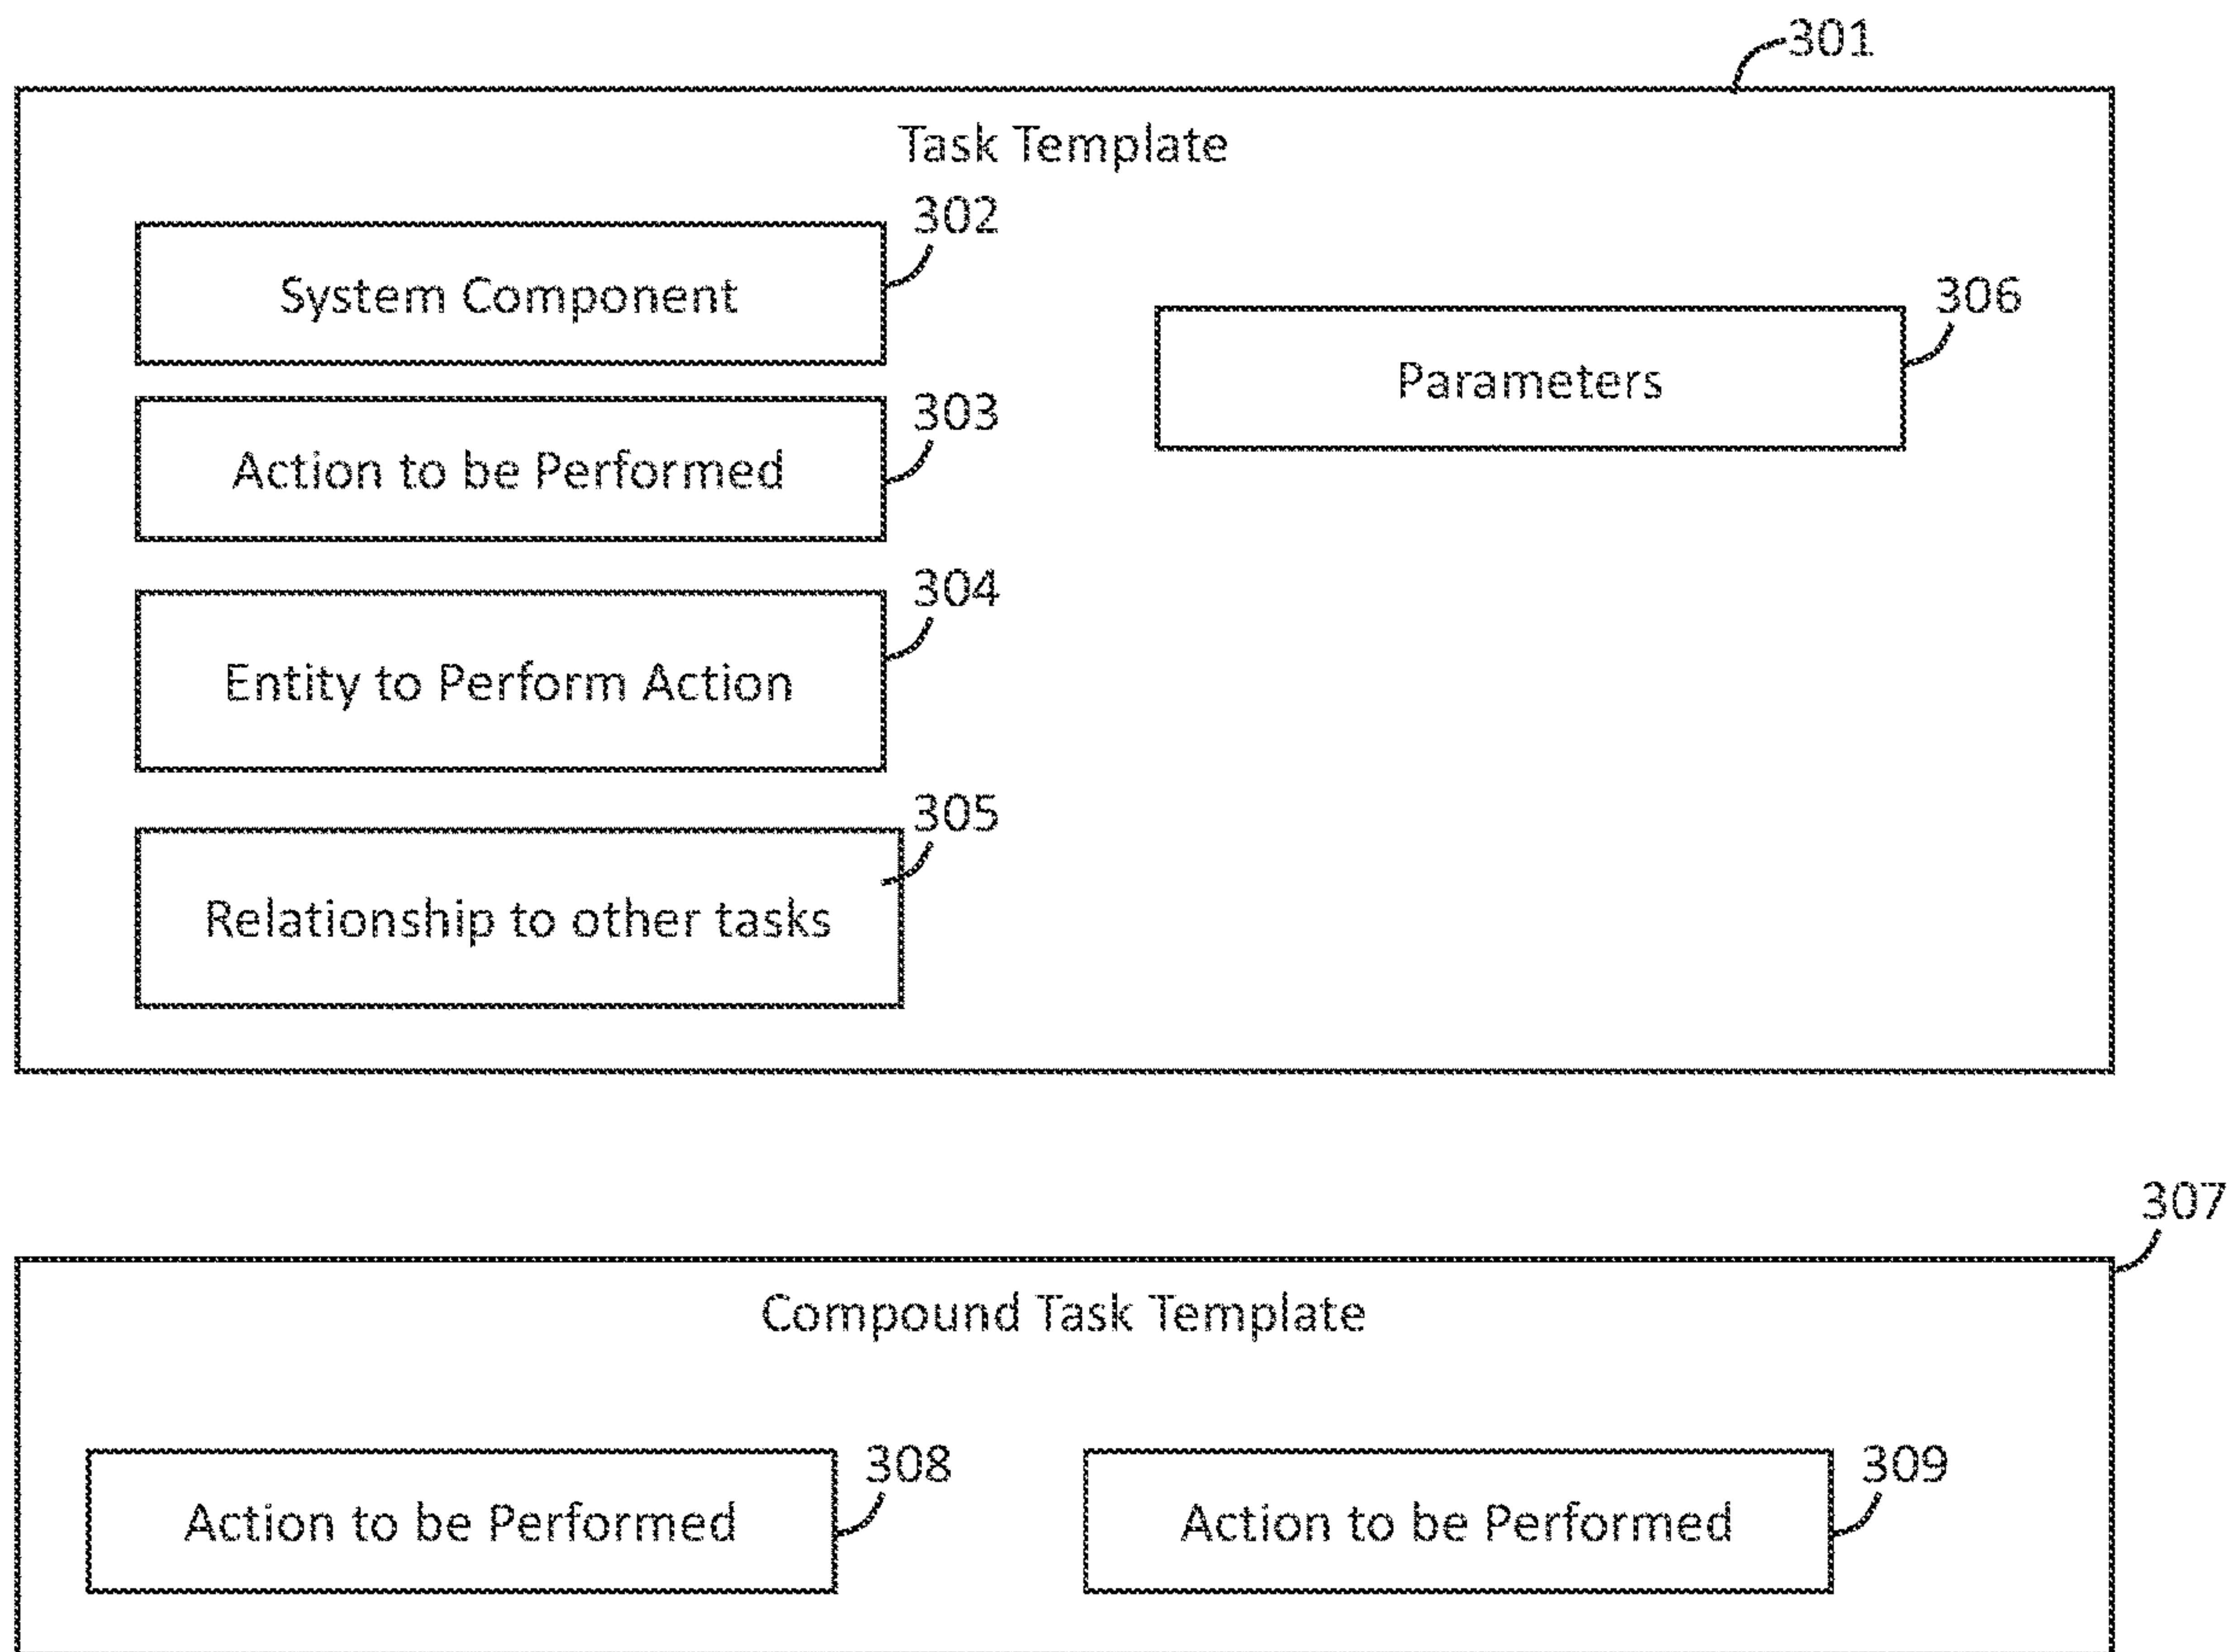 301
Task Template
302
System Component
306
Parameters
303
Action to be Performed
304
Entity to Perform Action
305
Relationship to other tasks
307
Compound Task Template
308
Action to be Performed
309
Action to be Performed